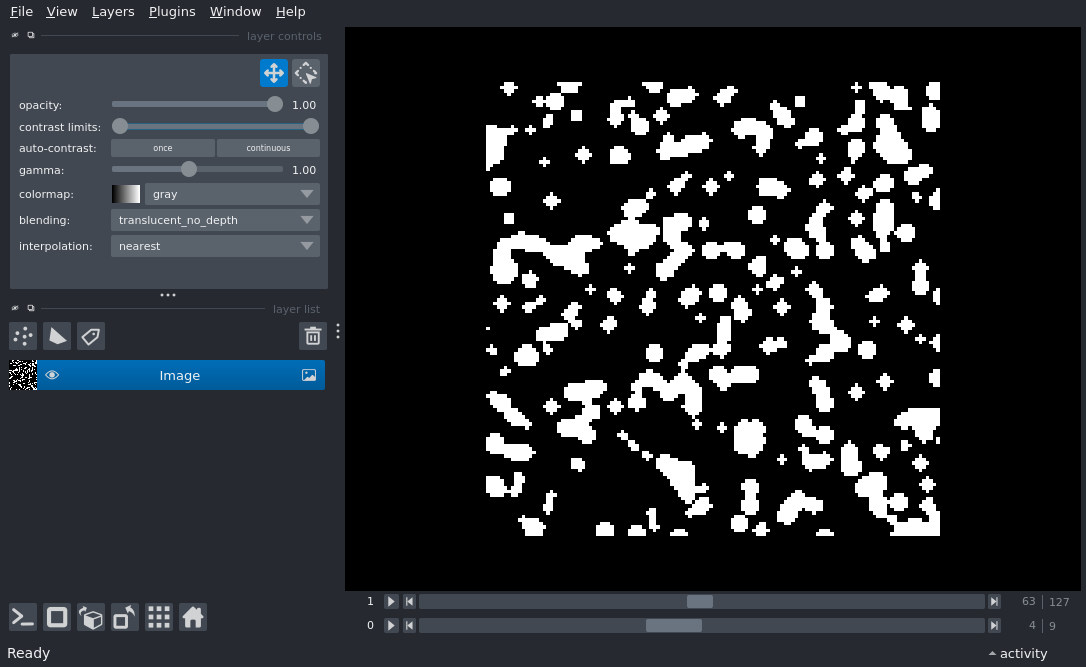 File View Layers Plugins Window Help
layer controls
opacity: 1.00
contrast limits:
auto-contrast: once continuous
gamma: 1.00
colormap: gray
blending: translucent_no_depth
interpolation: nearest
layer list
Image
1 63 127
0 4 9
Ready activity